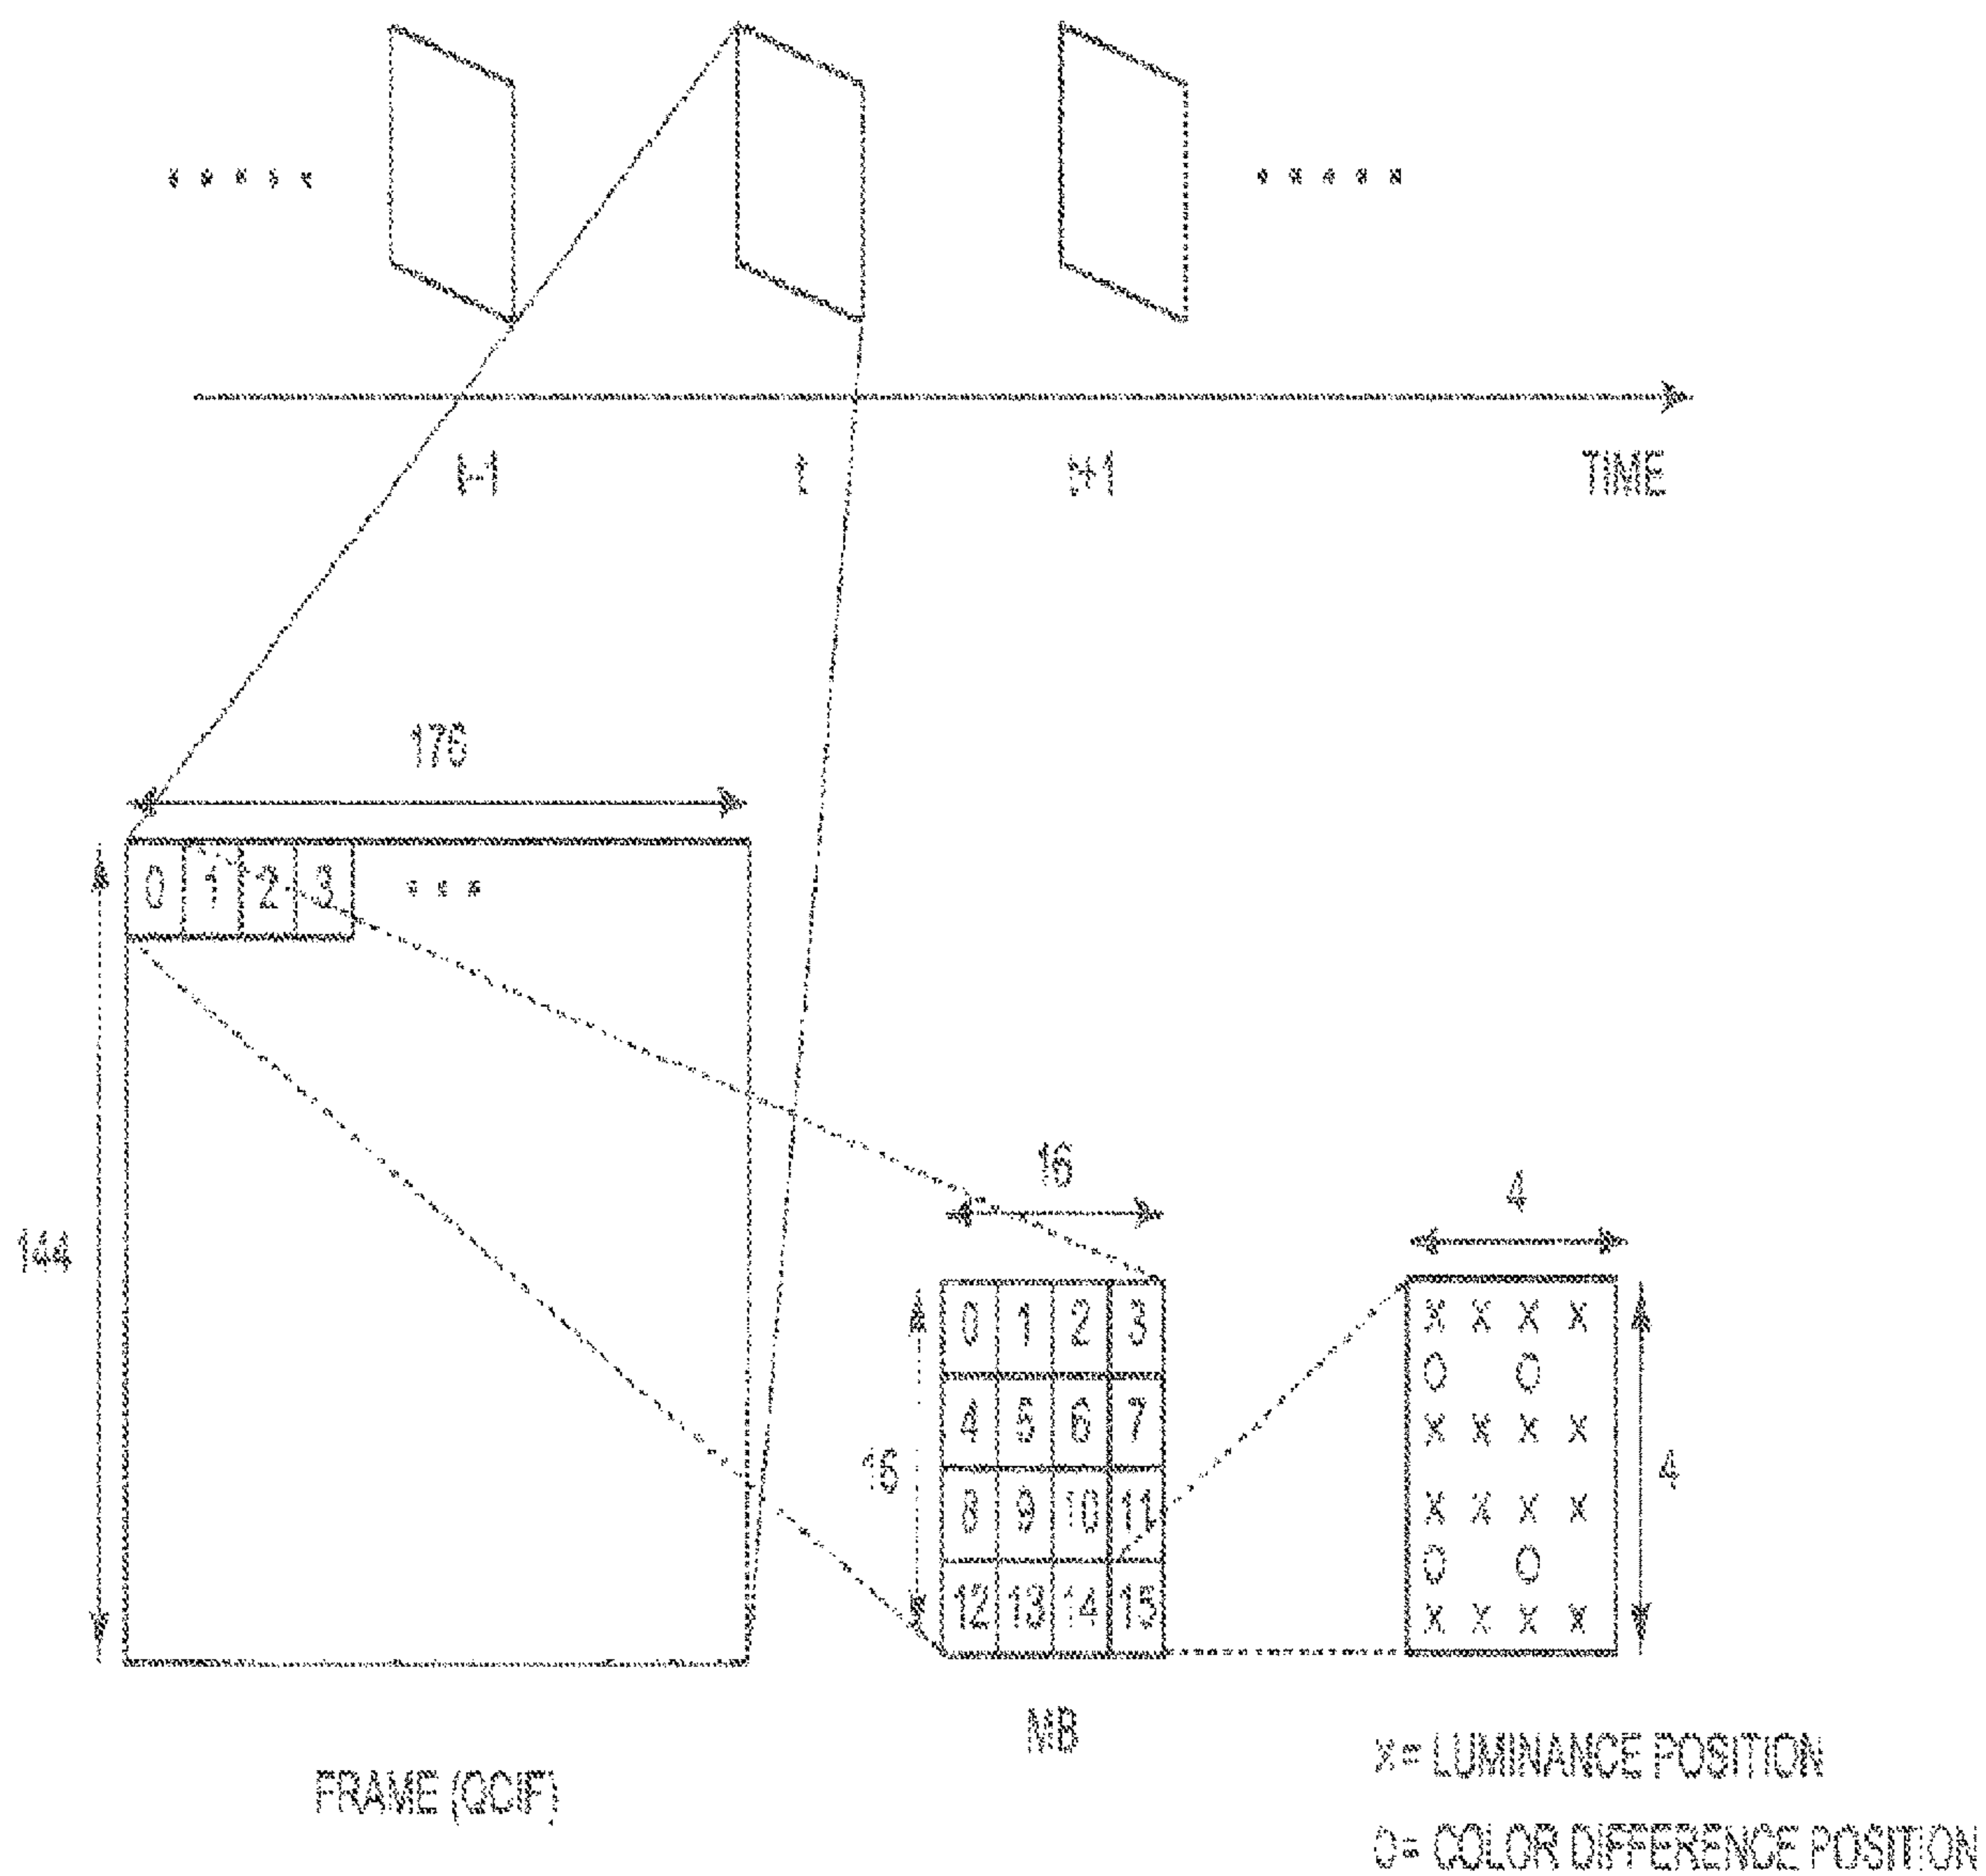 t-1 t t+1 TIME
176
0 1 2 3
144
16
4
0 1 2 3
4 5 6 7
16
8 9 10 11
12 13 14 15
X X X X
O O
X X X X
4
X X X X
O O
X X X X
MB
FRAME (QCIF)
X = LUMINANCE POSITION
O = COLOR DIFFERENCE POSITION